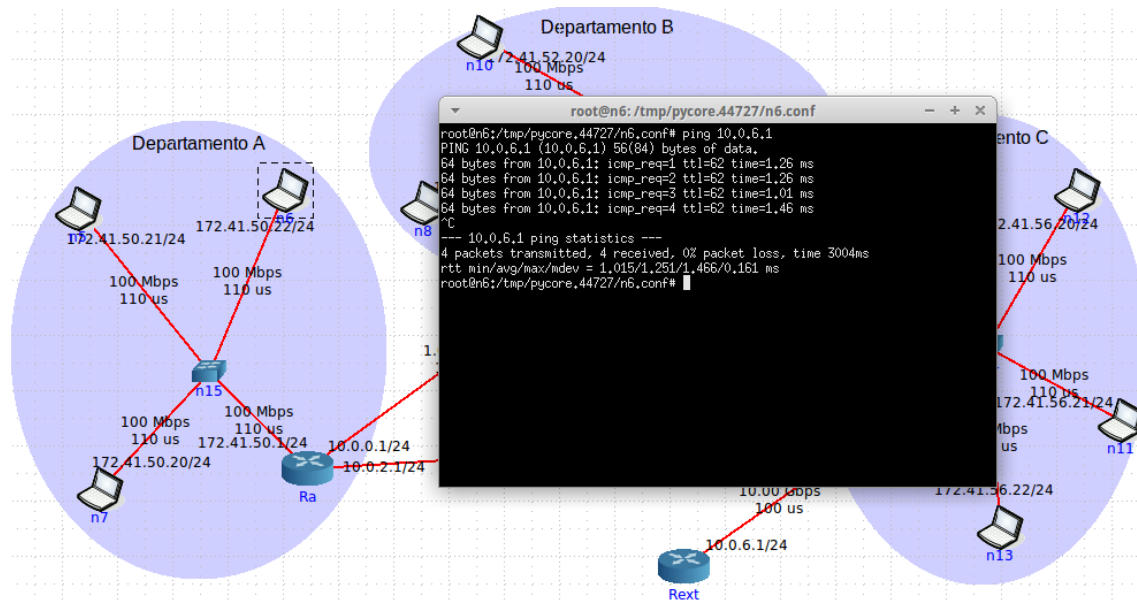 Departamento B
n10
72.41.52.20/24
100 Mbps
110 us
root@n6: /tmp/pycore.44727/n6.conf
root@n6:/tmp/pycore.44727/n6.conf# ping 10.0.6.1
PING 10.0.6.1 (10.0.6.1) 56(84) bytes of data.
64 bytes from 10.0.6.1: icmp_req=1 ttl=62 time=1.26 ms
64 bytes from 10.0.6.1: icmp_req=2 ttl=62 time=1.26 ms
64 bytes from 10.0.6.1: icmp_req=3 ttl=62 time=1.01 ms
64 bytes from 10.0.6.1: icmp_req=4 ttl=62 time=1.46 ms
^C
--- 10.0.6.1 ping statistics ---
4 packets transmitted, 4 received, 0% packet loss, time 3004ms
rtt min/avg/max/mdev = 1.015/1.251/1.466/0.161 ms
root@n6:/tmp/pycore.44727/n6.conf#
Departamento A
n6
172.41.50.21/24
172.41.50.22/24
100 Mbps
110 us
100 Mbps
110 us
n15
100 Mbps
110 us
100 Mbps
110 us
172.41.50.1/24
172.41.50.20/24
n7
10.0.0.1/24
10.0.2.1/24
Ra
n8
1.
ento C
n12
2.41.56.20/24
100 Mbps
110 us
100 Mbps
110 us
172.41.56.21/24
n11
Mbps
us
172.41.56.22/24
n13
10.00 Gbps
100 us
10.0.6.1/24
Rext